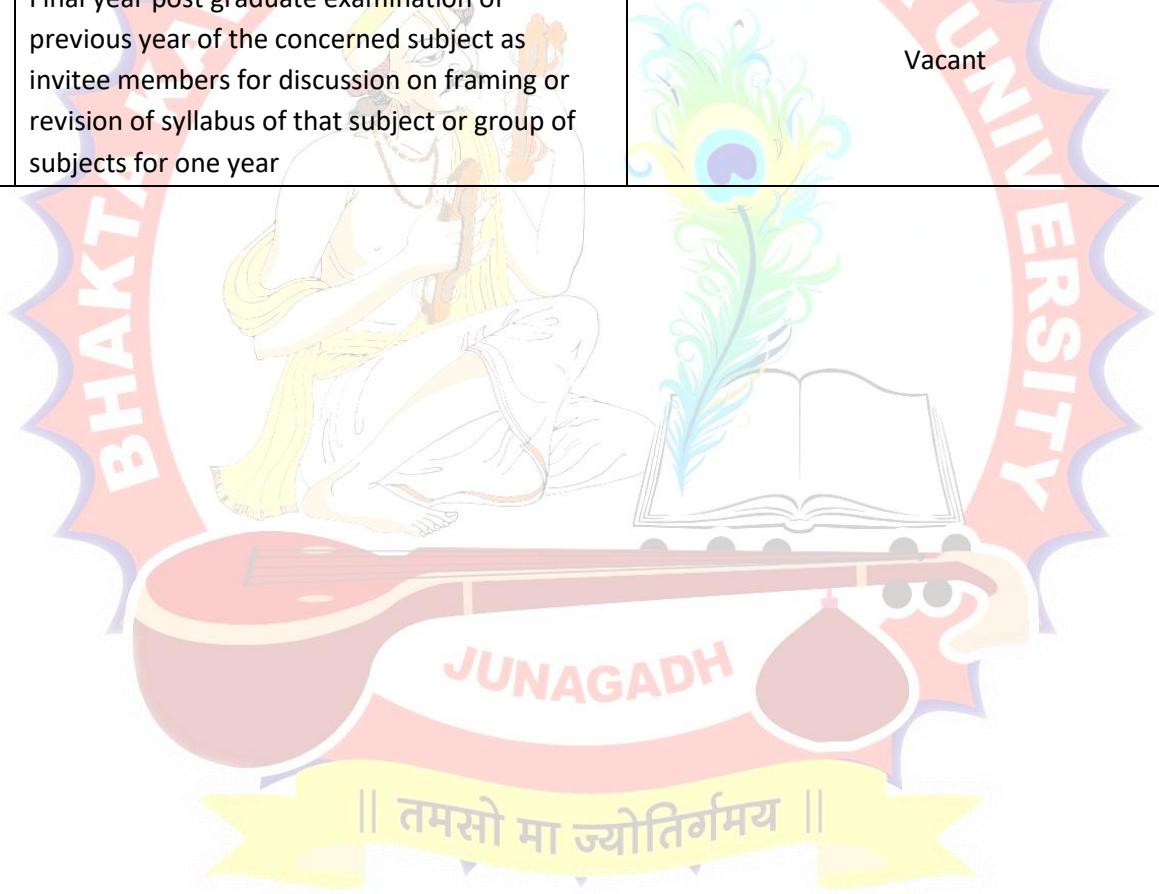 Final year post graduate examination of
previous year of the concerned subject as
invitee members for discussion on framing or
revision of syllabus of that subject or group of
subjects for one year
Vacant
BHAKTA KA
UNIVERSITY
JUNAGADH
|| तमसो मा ज्योतिर्गमय ||